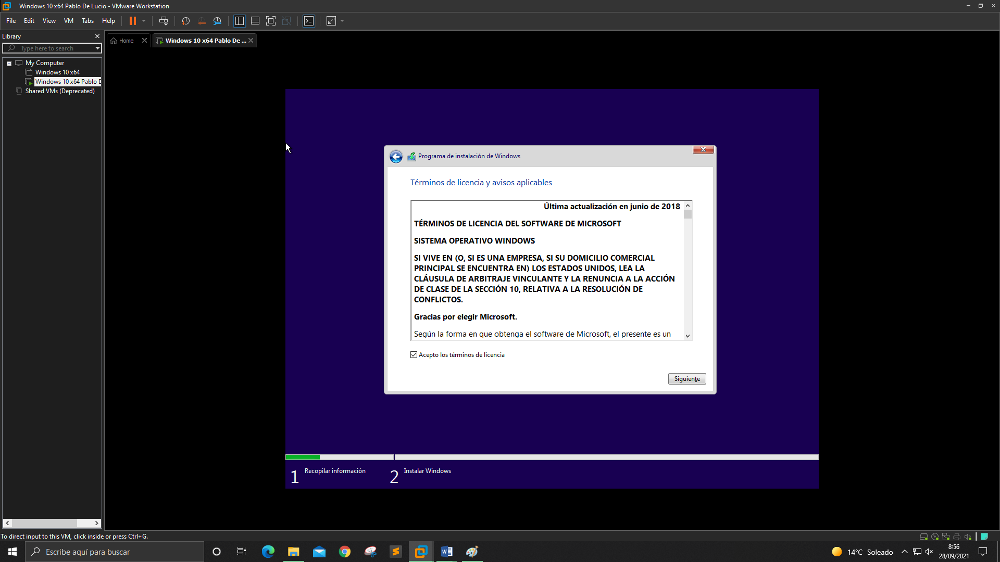 Windows 10 x64 Pablo De Lucio - VMware Workstation
File Edit View VM Tabs Help
Library
Type here to search
My Computer
Windows 10 x64
Windows 10 x64 Pablo D
Shared VMs (Deprecated)
Home
Windows 10 x64 Pablo De ...
Programa de instalación de Windows
Términos de licencia y avisos aplicables
Última actualización en junio de 2018
TÉRMINOS DE LICENCIA DEL SOFTWARE DE MICROSOFT
SISTEMA OPERATIVO WINDOWS
SI VIVE EN (O, SI ES UNA EMPRESA, SI SU DOMICILIO COMERCIAL
PRINCIPAL SE ENCUENTRA EN) LOS ESTADOS UNIDOS, LEA LA
CLÁUSULA DE ARBITRAJE VINCULANTE Y LA RENUNCIA A LA ACCIÓN
DE CLASE DE LA SECCIÓN 10, RELATIVA A LA RESOLUCIÓN DE
CONFLICTOS.
Gracias por elegir Microsoft.
Según la forma en que obtenga el software de Microsoft, el presente es un
Acepto los términos de licencia
Siguiente
1 Recopilar información
2 Instalar Windows
To direct input to this VM, click inside or press Ctrl+G.
Escribe aquí para buscar
14°C Soleado
8:56
28/09/2021